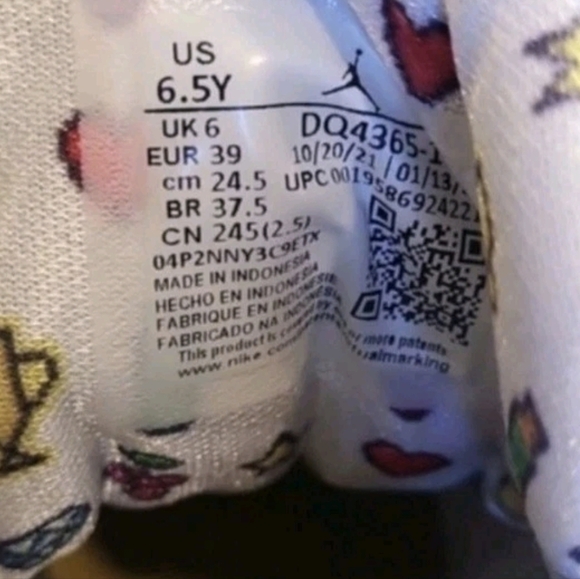 US
6.5Y
UK 6
EUR 39
cm 24.5
BR 37.5
CN 245(2.5)
04P2NNY3C9ETX
MADE IN INDONESIA
HECHO EN INDONESIA
FABRIQUE EN INDONESIE
FABRICADO NA
This product is
or more patents
www nike
DQ4365-1
10/20/21 / 01/13/
UPC 00195869242